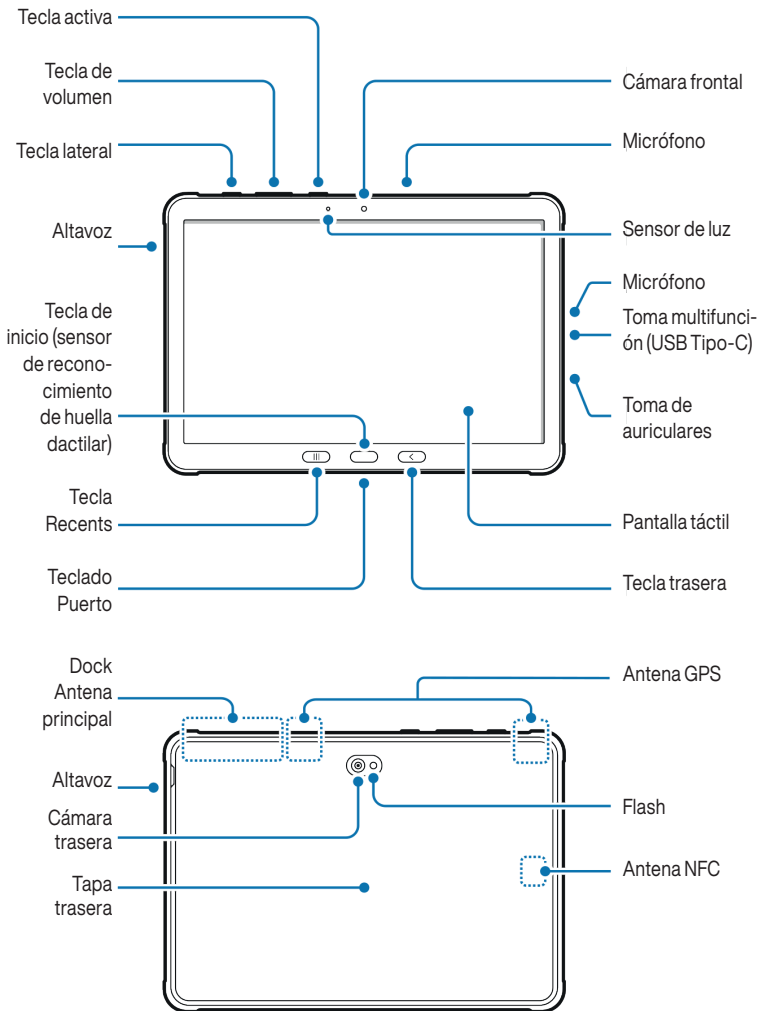 Tecla activa
Tecla de
volumen
Tecla lateral
Altavoz
Tecla de
inicio (sensor
de recono-
cimiento
de huella
dactilar)
Tecla
Recents
Teclado
Puerto
Cámara frontal
Micrófono
Sensor de luz
Micrófono
Toma multifunci-
ón (USB Tipo-C)
Toma de
auriculares
Pantalla táctil
Tecla trasera
Dock
Antena
principal
Altavoz
Cámara
trasera
Tapa
trasera
Antena GPS
Flash
Antena NFC